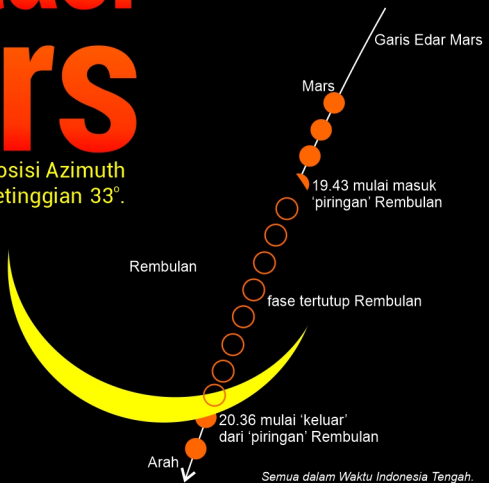 rs
osisi Azimuth
etinggian 33°.
Garis Edar Mars
Mars
19.43 mulai masuk
'piringan' Rembulan
Rembulan
fase tertutup Rembulan
20.36 mulai 'keluar'
dari 'piringan' Rembulan
Arah
Semua dalam Waktu Indonesia Tengah.